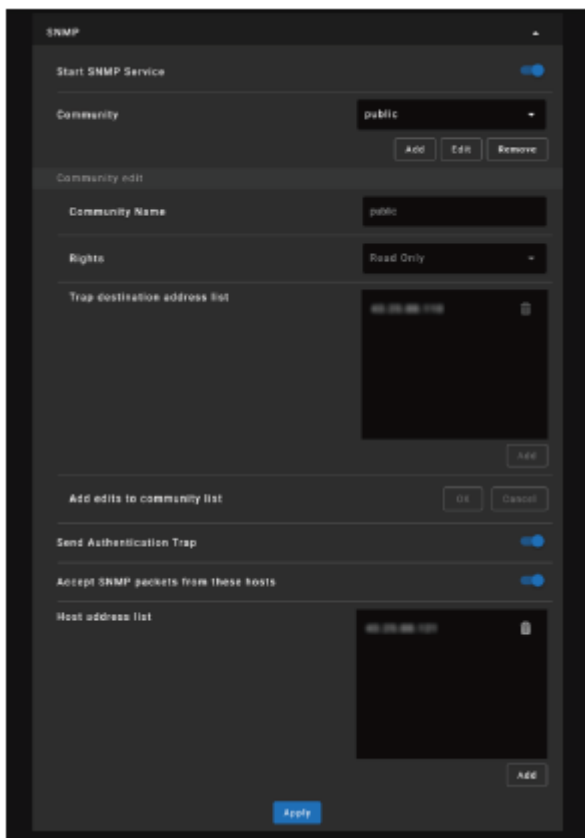 SNMP
Start SNMP Service
Community public
Add Edit Remove
Community edit
Community Name public
Rights Read Only
Trap destination address list
Add
Add edits to community list OK Cancel
Send Authentication Trap
Accept SNMP packets from these hosts
Host address list
Add
Apply